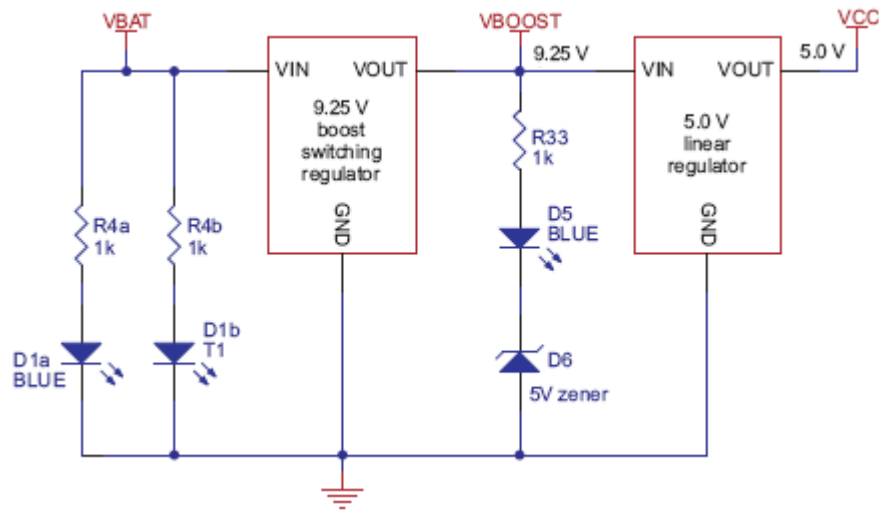 VBAT
VBOOST
VCC
VIN
VOUT
9.25 V
VIN
VOUT
5.0 V
9.25 V
boost
switching
regulator
GND
R33
1k
5.0 V
linear
regulator
GND
R4a
1k
R4b
1k
D5
BLUE
D1a
BLUE
D1b
T1
D6
5V zener